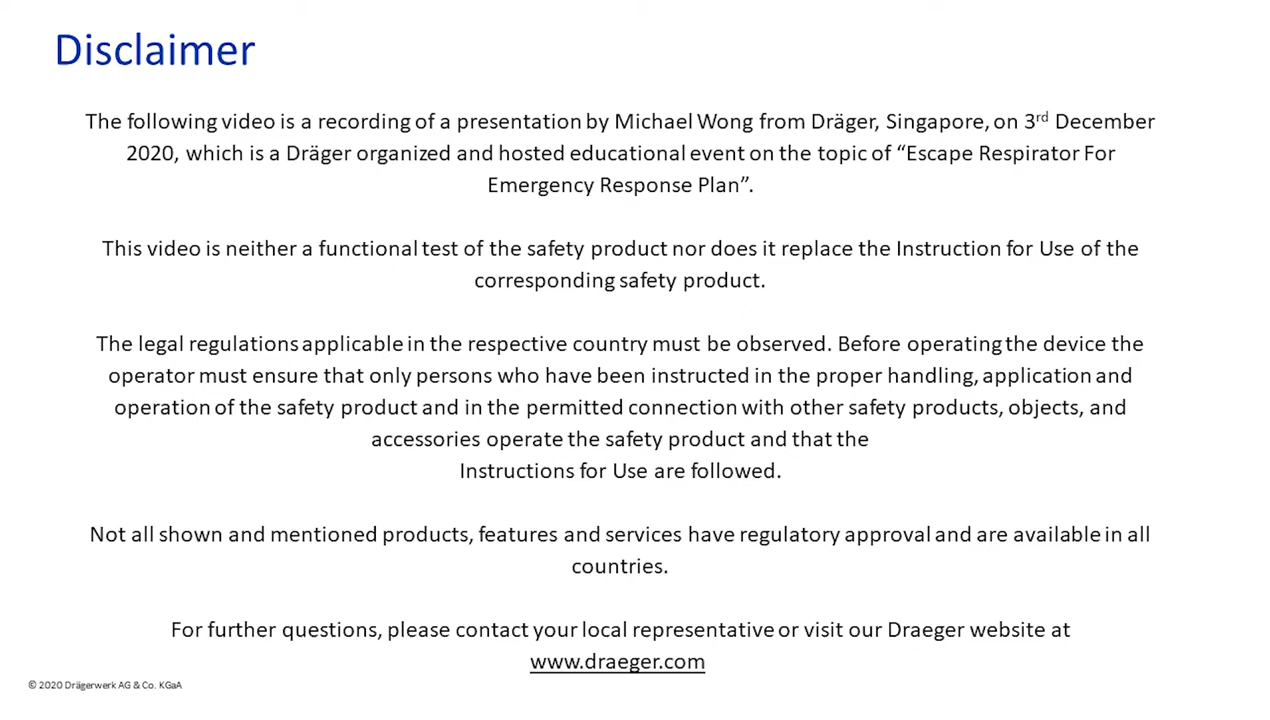 Disclaimer
The following video is a recording of a presentation by Michael Wong from Dräger, Singapore, on 3rd December
2020, which is a Dräger organized and hosted educational event on the topic of “Escape Respirator For
Emergency Response Plan”.
This video is neither a functional test of the safety product nor does it replace the Instruction for Use of the
corresponding safety product.
The legal regulations applicable in the respective country must be observed. Before operating the device the
operator must ensure that only persons who have been instructed in the proper handling, application and
operation of the safety product and in the permitted connection with other safety products, objects, and
accessories operate the safety product and that the
Instructions for Use are followed.
Not all shown and mentioned products, features and services have regulatory approval and are available in all
countries.
For further questions, please contact your local representative or visit our Draeger website at
www.draeger.com
© 2020 Drägerwerk AG & Co. KGaA